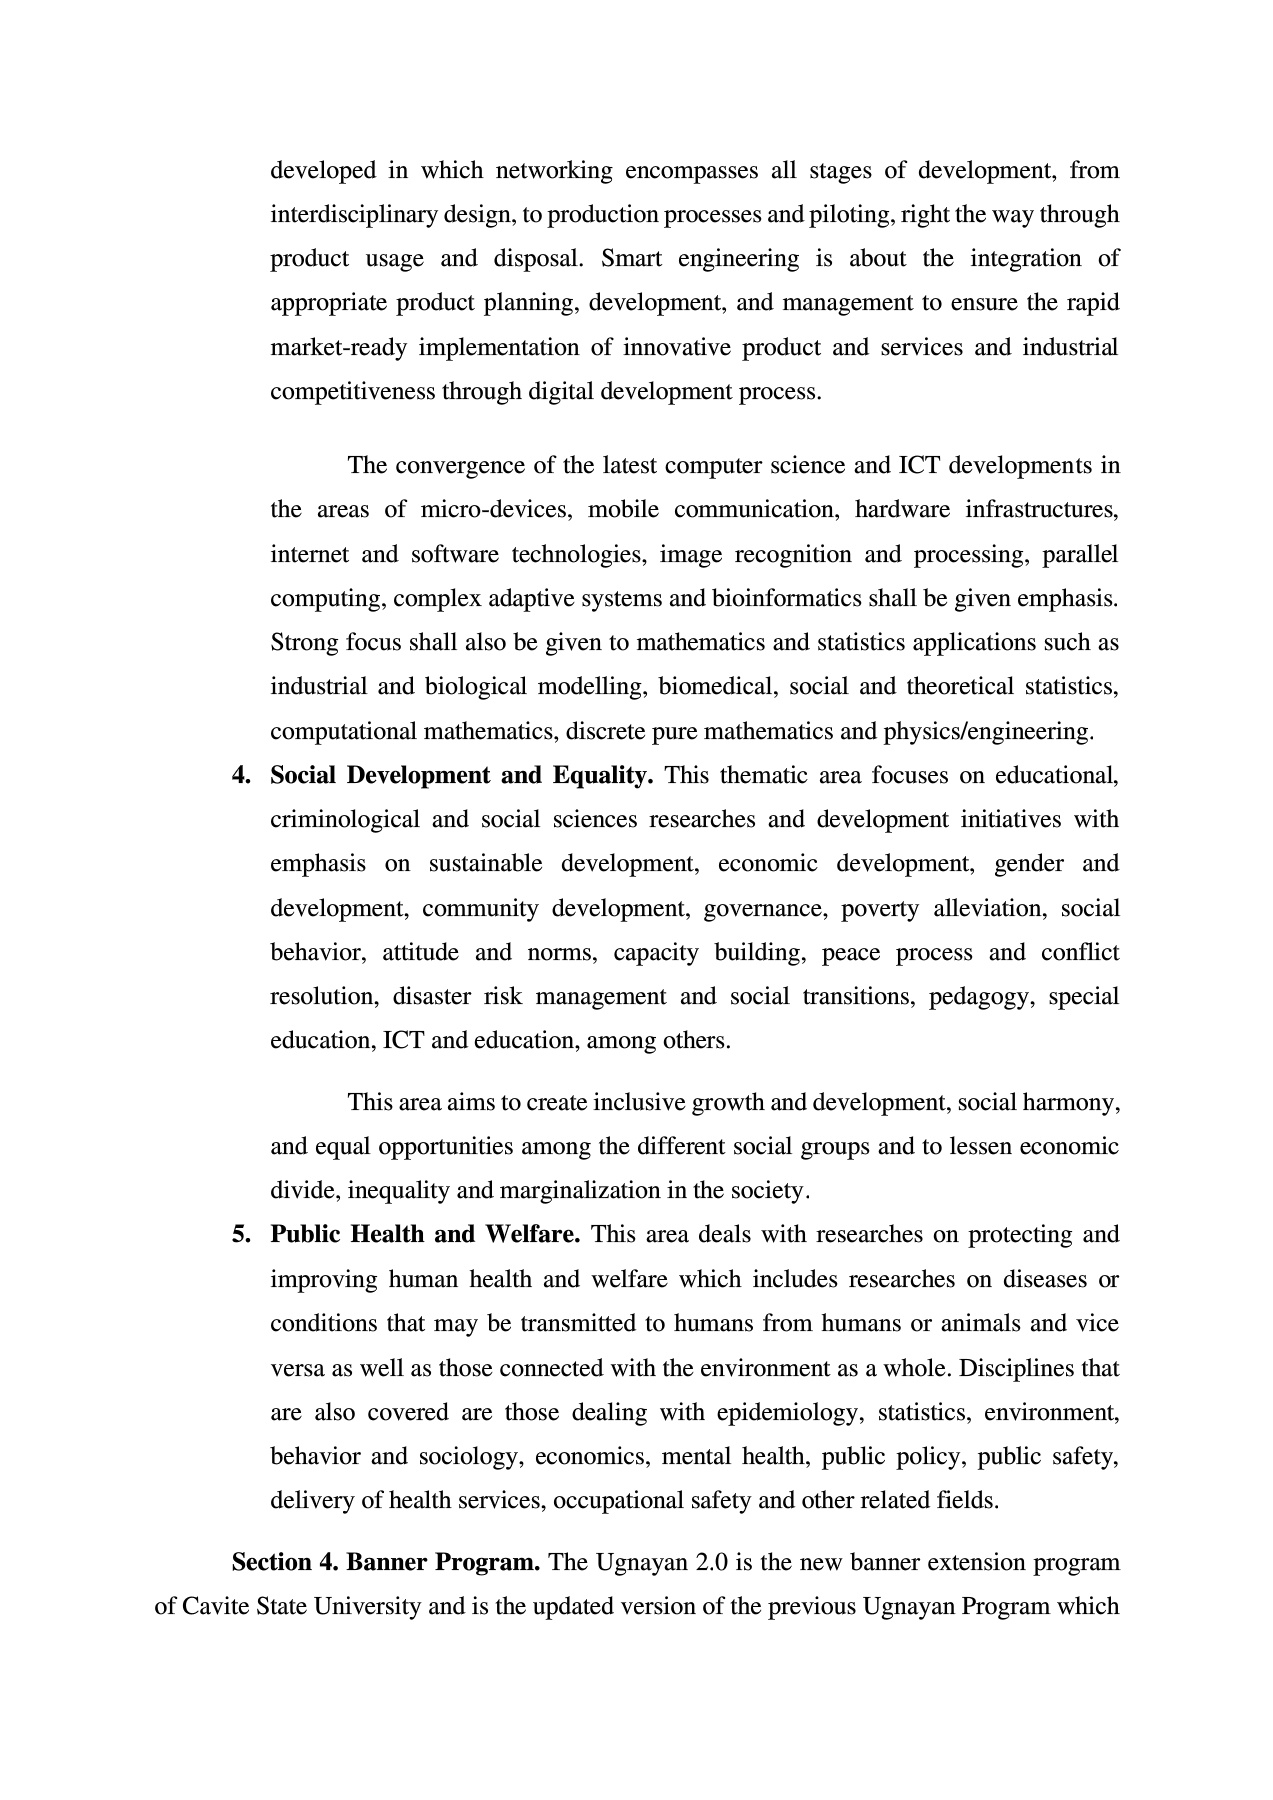 developed in which networking encompasses all stages of development, from
interdisciplinary design, to production processes and piloting, right the way through
product usage and disposal. Smart engineering is about the integration of
appropriate product planning, development, and management to ensure the rapid
market-ready implementation of innovative product and services and industrial
competitiveness through digital development process.
The convergence of the latest computer science and ICT developments in
the areas of micro-devices, mobile communication, hardware infrastructures,
internet and software technologies, image recognition and processing, parallel
computing, complex adaptive systems and bioinformatics shall be given emphasis.
Strong focus shall also be given to mathematics and statistics applications such as
industrial and biological modelling, biomedical, social and theoretical statistics,
computational mathematics, discrete pure mathematics and physics/engineering.
4. Social Development and Equality. This thematic area focuses on educational,
criminological and social sciences researches and development initiatives with
emphasis on sustainable development, economic development, gender and
development, community development, governance, poverty alleviation, social
behavior, attitude and norms, capacity building, peace process and conflict
resolution, disaster risk management and social transitions, pedagogy, special
education, ICT and education, among others.
This area aims to create inclusive growth and development, social harmony,
and equal opportunities among the different social groups and to lessen economic
divide, inequality and marginalization in the society.
5. Public Health and Welfare. This area deals with researches on protecting and
improving human health and welfare which includes researches on diseases or
conditions that may be transmitted to humans from humans or animals and vice
versa as well as those connected with the environment as a whole. Disciplines that
are also covered are those dealing with epidemiology, statistics, environment,
behavior and sociology, economics, mental health, public policy, public safety,
delivery of health services, occupational safety and other related fields.
Section 4. Banner Program. The Ugnayan 2.0 is the new banner extension program
of Cavite State University and is the updated version of the previous Ugnayan Program which